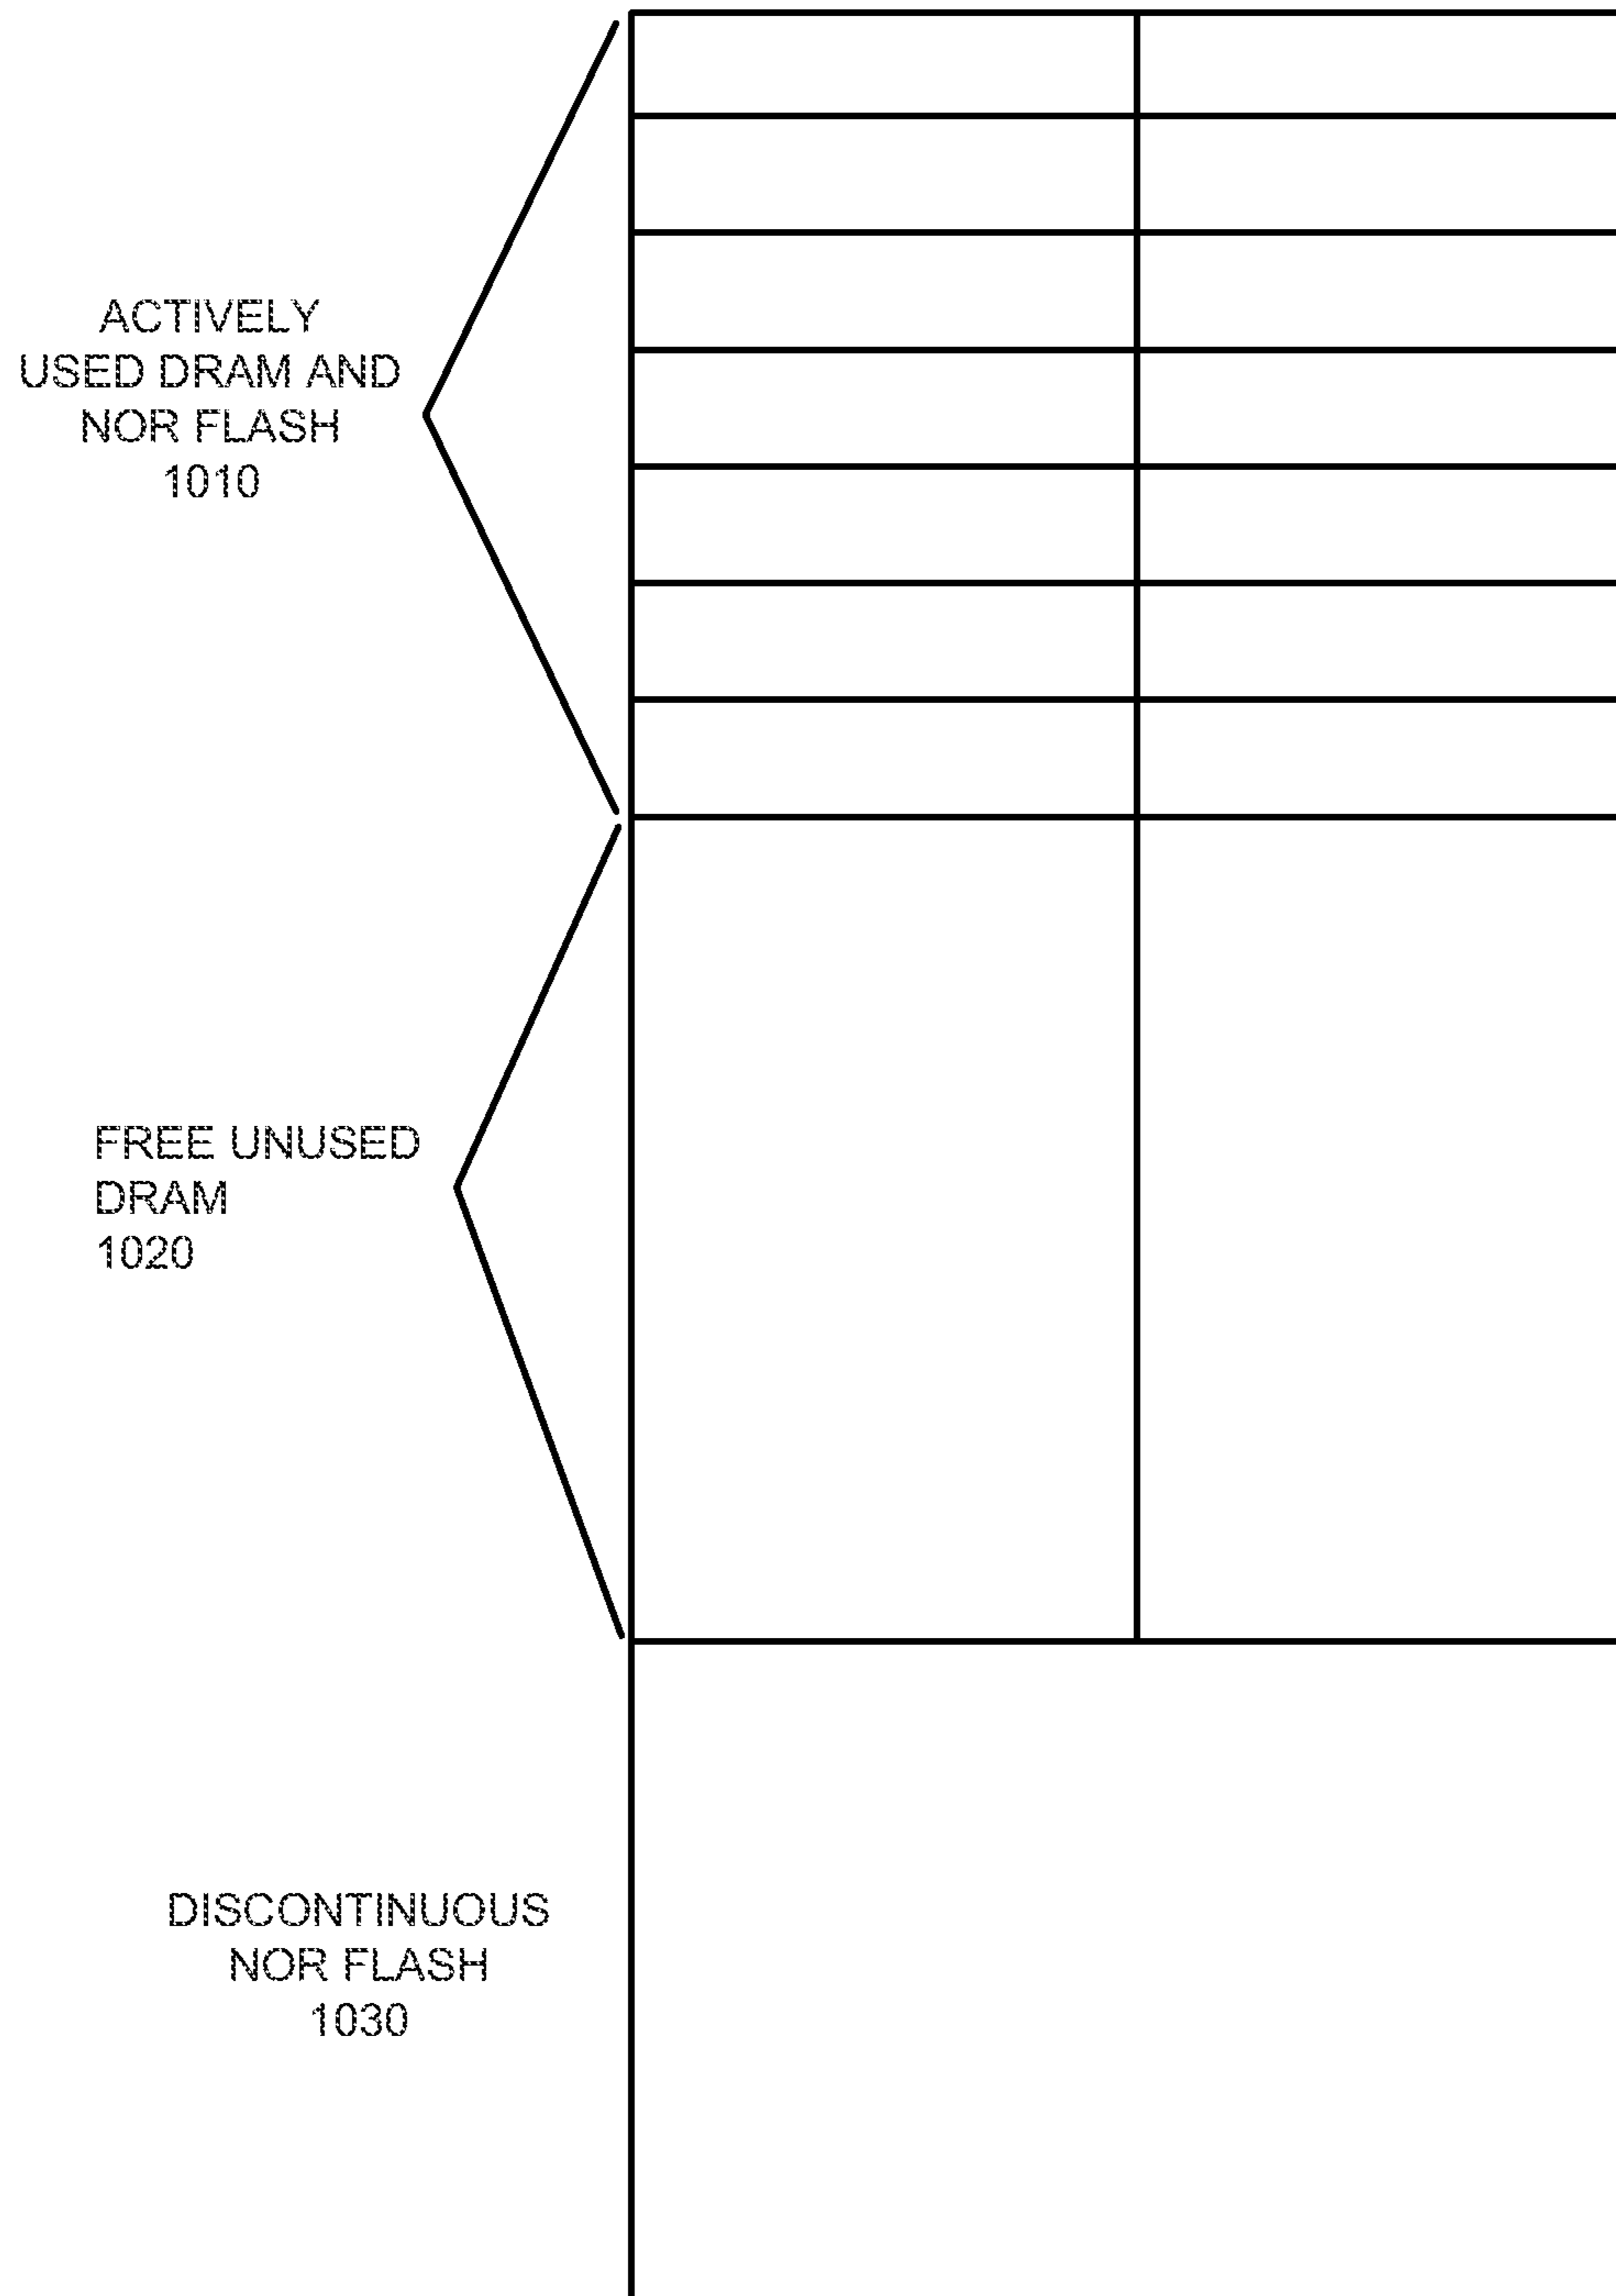 ACTIVELY
USED DRAM AND
NOR FLASH
1010
FREE UNUSED
DRAM
1020
DISCONTINUOUS
NOR FLASH
1030